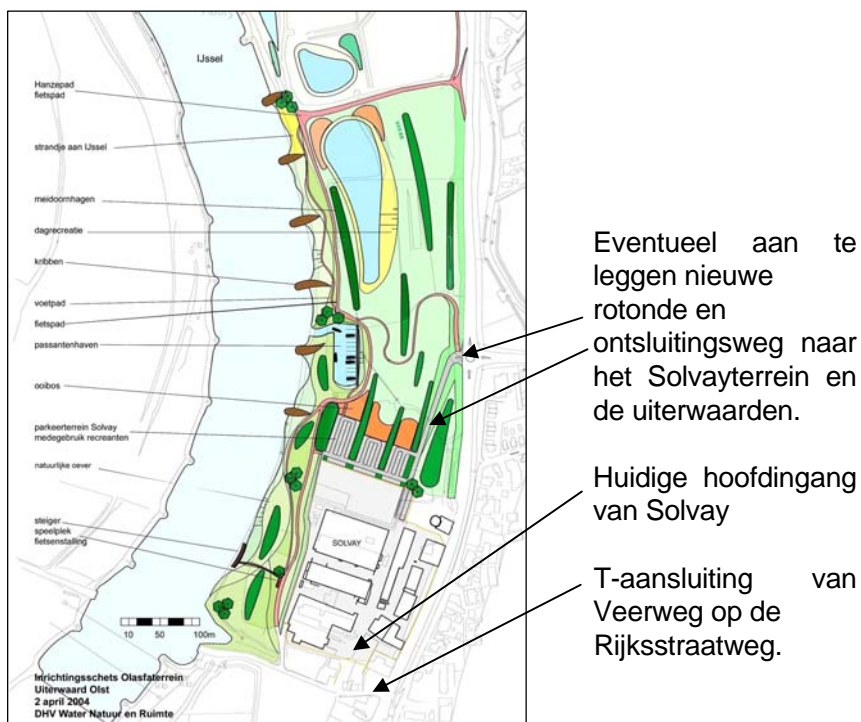 IJssel
Hanzepad
fietspad
strandje aan IJssel
meidoornhagen
dagrecreatie
kribben
voetpad
fietspad
passantenhaven
ooibos
parkeerterrein Solvay
medegebruik recreanten
natuurlijke oever
steiger
speelplek
fietsenstalling
SOLVAY
10 50 100m
Inrichtingsschets Olasfaterrein
Uiterwaard Olst
2 april 2004
DHV Water Natuur en Ruimte
Eventueel aan te
leggen nieuwe
rotonde en
ontsluitingsweg naar
het Solvayterrein en
de uiterwaarden.
Huidige hoofdingang
van Solvay
T-aansluiting van
Veerweg op de
Rijksstraatweg.